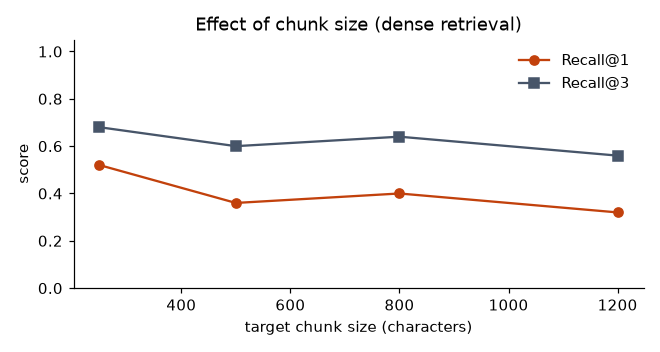 Effect of chunk size (dense retrieval)
Recall@1
Recall@3
score
1.0
0.8
0.6
0.4
0.2
0.0
400 600 800 1000 1200
target chunk size (characters)